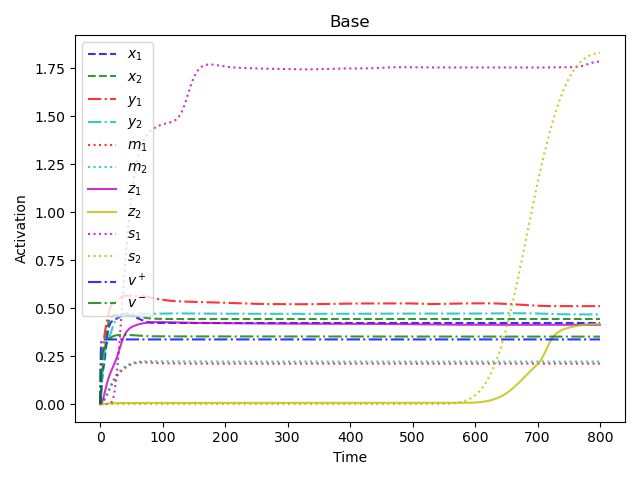 Base
Activation
1.75
1.50
1.25
1.00
0.75
0.50
0.25
0.00
x₁
x₂
y₁
y₂
m₁
m₂
z₁
z₂
s₁
s₂
v⁺
v⁻
0 100 200 300 400 500 600 700 800
Time